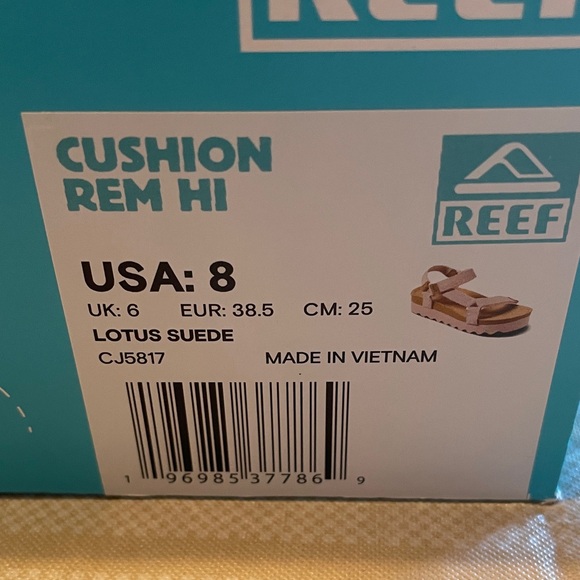 REEF
CUSHION
REM HI
REEF
USA: 8
UK: 6 EUR: 38.5 CM: 25
LOTUS SUEDE
CJ5817 MADE IN VIETNAM
1 96985 37786 9